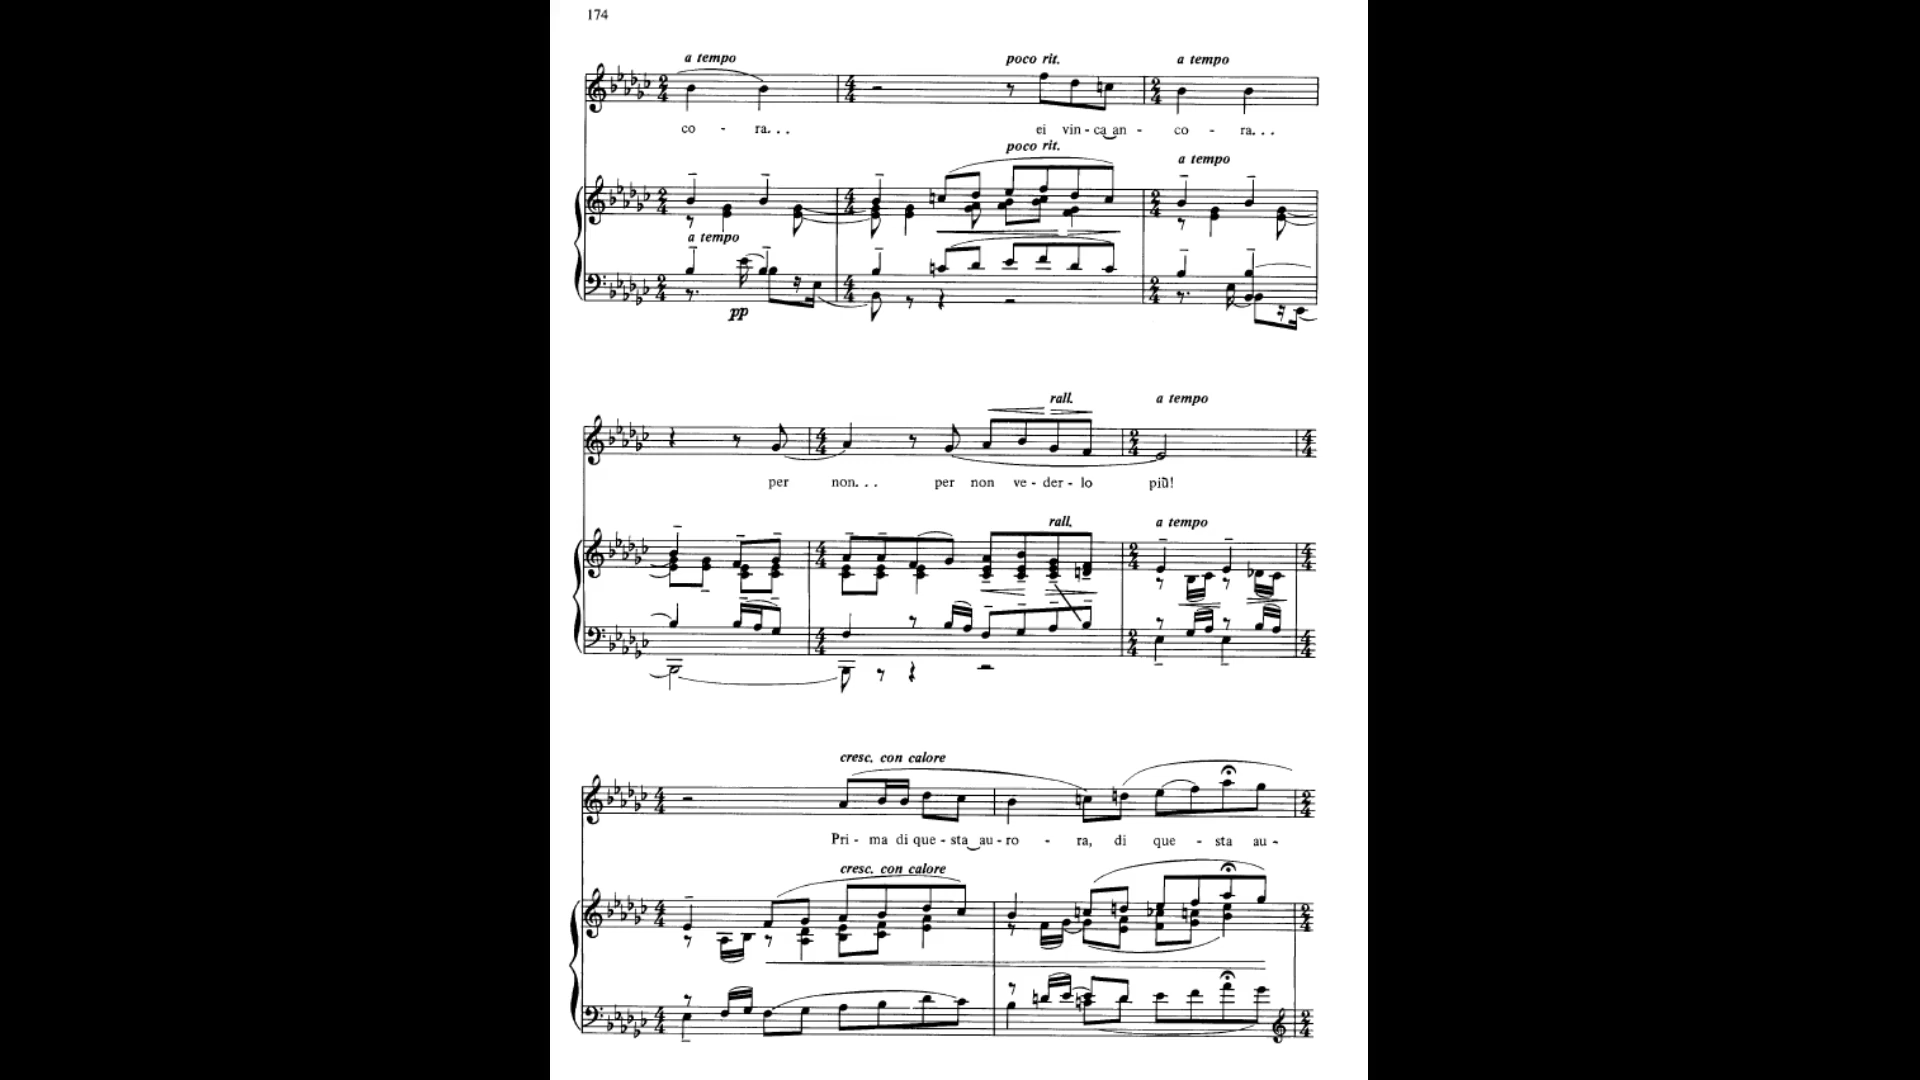 174
a tempo poco rit. a tempo
co - ra. . . ei vin - ca an - co - ra. . .
poco rit. a tempo
a tempo
pp
rall. a tempo
per non. . . per non ve - der - lo più!
rall. a tempo
cresc. con calore
Pri - ma di que - sta au - ro - ra, di que - sta au -
cresc. con calore